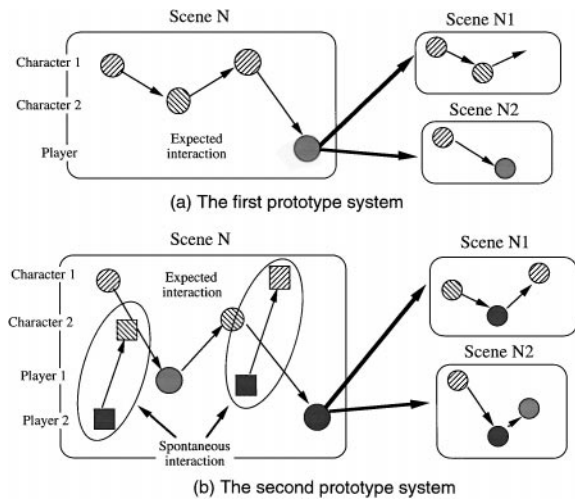 Scene N
Scene N1
Character 1
Character 2
Expected
interaction
Player
Scene N2
(a) The first prototype system
Scene N
Scene N1
Character 1
Expected
interaction
Character 2
Player 1
Scene N2
Player 2
Spontaneous
interaction
(b) The second prototype system